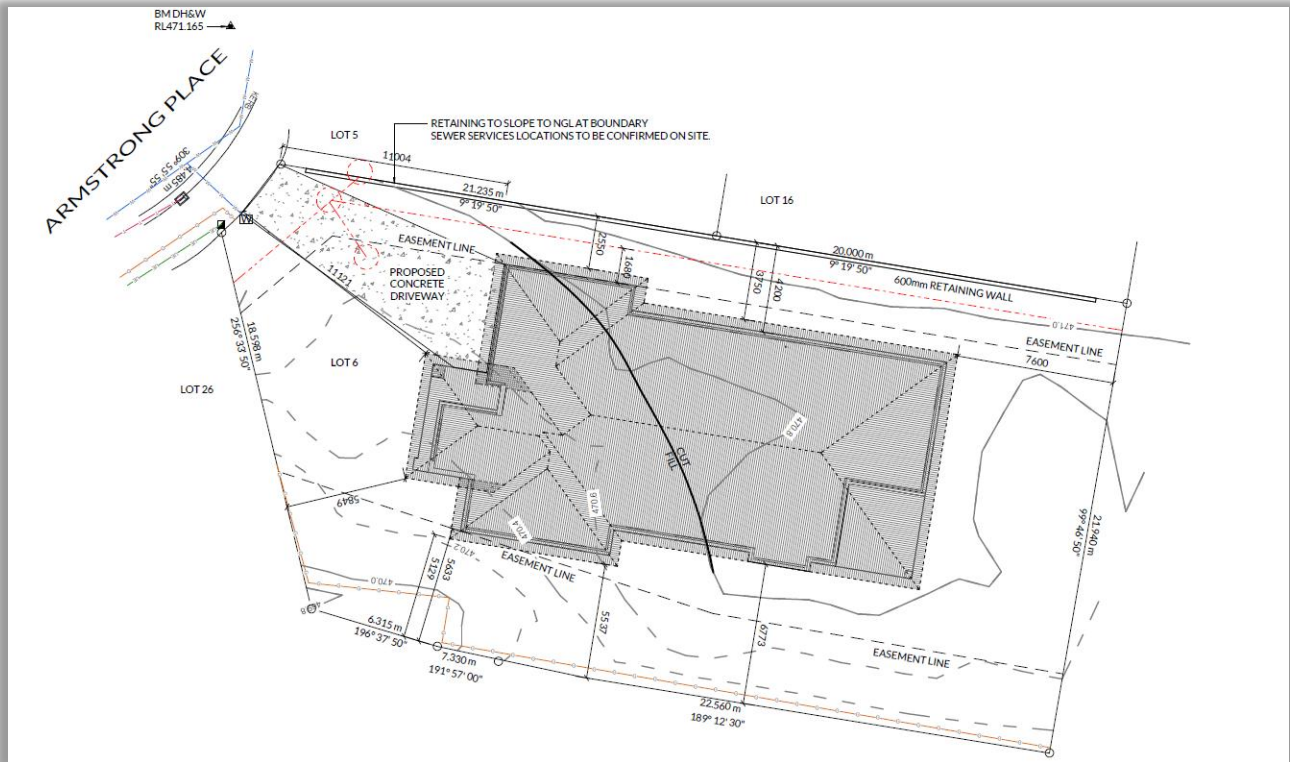 BM DH&W
RL471.165
ARMSTRONG PLACE
KERB
309° 55' 55"
LOT 5
RETAINING TO SLOPE TO NGL AT BOUNDARY
SEWER SERVICES LOCATIONS TO BE CONFIRMED ON SITE.
11004
21.235 m
9° 19' 50"
LOT 16
20.000 m
9° 19' 50"
600mm RETAINING WALL
W
EASEMENT LINE
2550
1680
3750
4200
471.0
EASEMENT LINE
7600
PROPOSED
CONCRETE
DRIVEWAY
11121
18.598 m
256° 33' 50"
LOT 6
LOT 26
470.8
CUT
FILL
470.6
470.4
470.2
5849
EASEMENT LINE
21.940 m
99° 46' 50"
5129
5633
470.0
5537
6773
6.315 m
196° 37' 50"
7.330 m
191° 57' 00"
EASEMENT LINE
22.560 m
189° 12' 30"